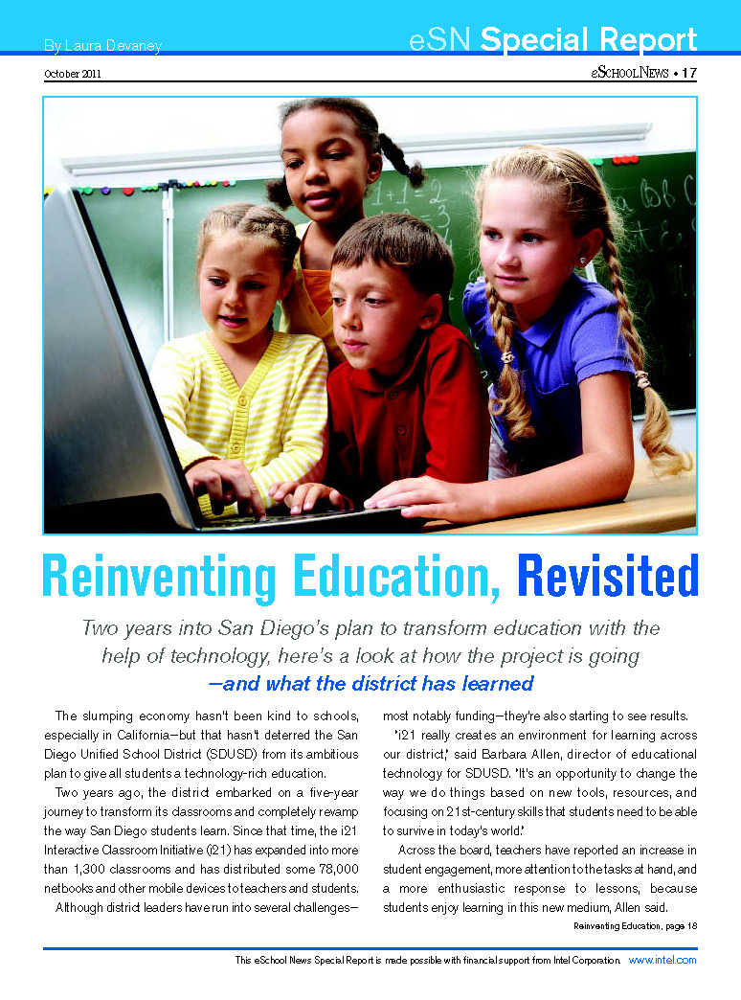 By Laura Devaney
eSN Special Report
October 2011
eSCHOOLNEWS • 17
1+1=2
B b C
Reinventing Education, Revisited
Two years into San Diego's plan to transform education with the
help of technology, here's a look at how the project is going
—and what the district has learned
The slumping economy hasn't been kind to schools,
especially in California—but that hasn't deterred the San
Diego Unified School District (SDUSD) from its ambitious
plan to give all students a technology-rich education.
Two years ago, the district embarked on a five-year
journey to transform its classrooms and completely revamp
the way San Diego students learn. Since that time, the i21
Interactive Classroom Initiative (i21) has expanded into more
than 1,300 classrooms and has distributed some 78,000
netbooks and other mobile devices to teachers and students.
Although district leaders have run into several challenges—
most notably funding—they're also starting to see results.
"i21 really creates an environment for learning across
our district," said Barbara Allen, director of educational
technology for SDUSD. "It's an opportunity to change the
way we do things based on new tools, resources, and
focusing on 21st-century skills that students need to be able
to survive in today's world."
Across the board, teachers have reported an increase in
student engagement, more attention to the tasks at hand, and
a more enthusiastic response to lessons, because
students enjoy learning in this new medium, Allen said.
Reinventing Education, page 18
This eSchool News Special Report is made possible with financial support from Intel Corporation. www.intel.com